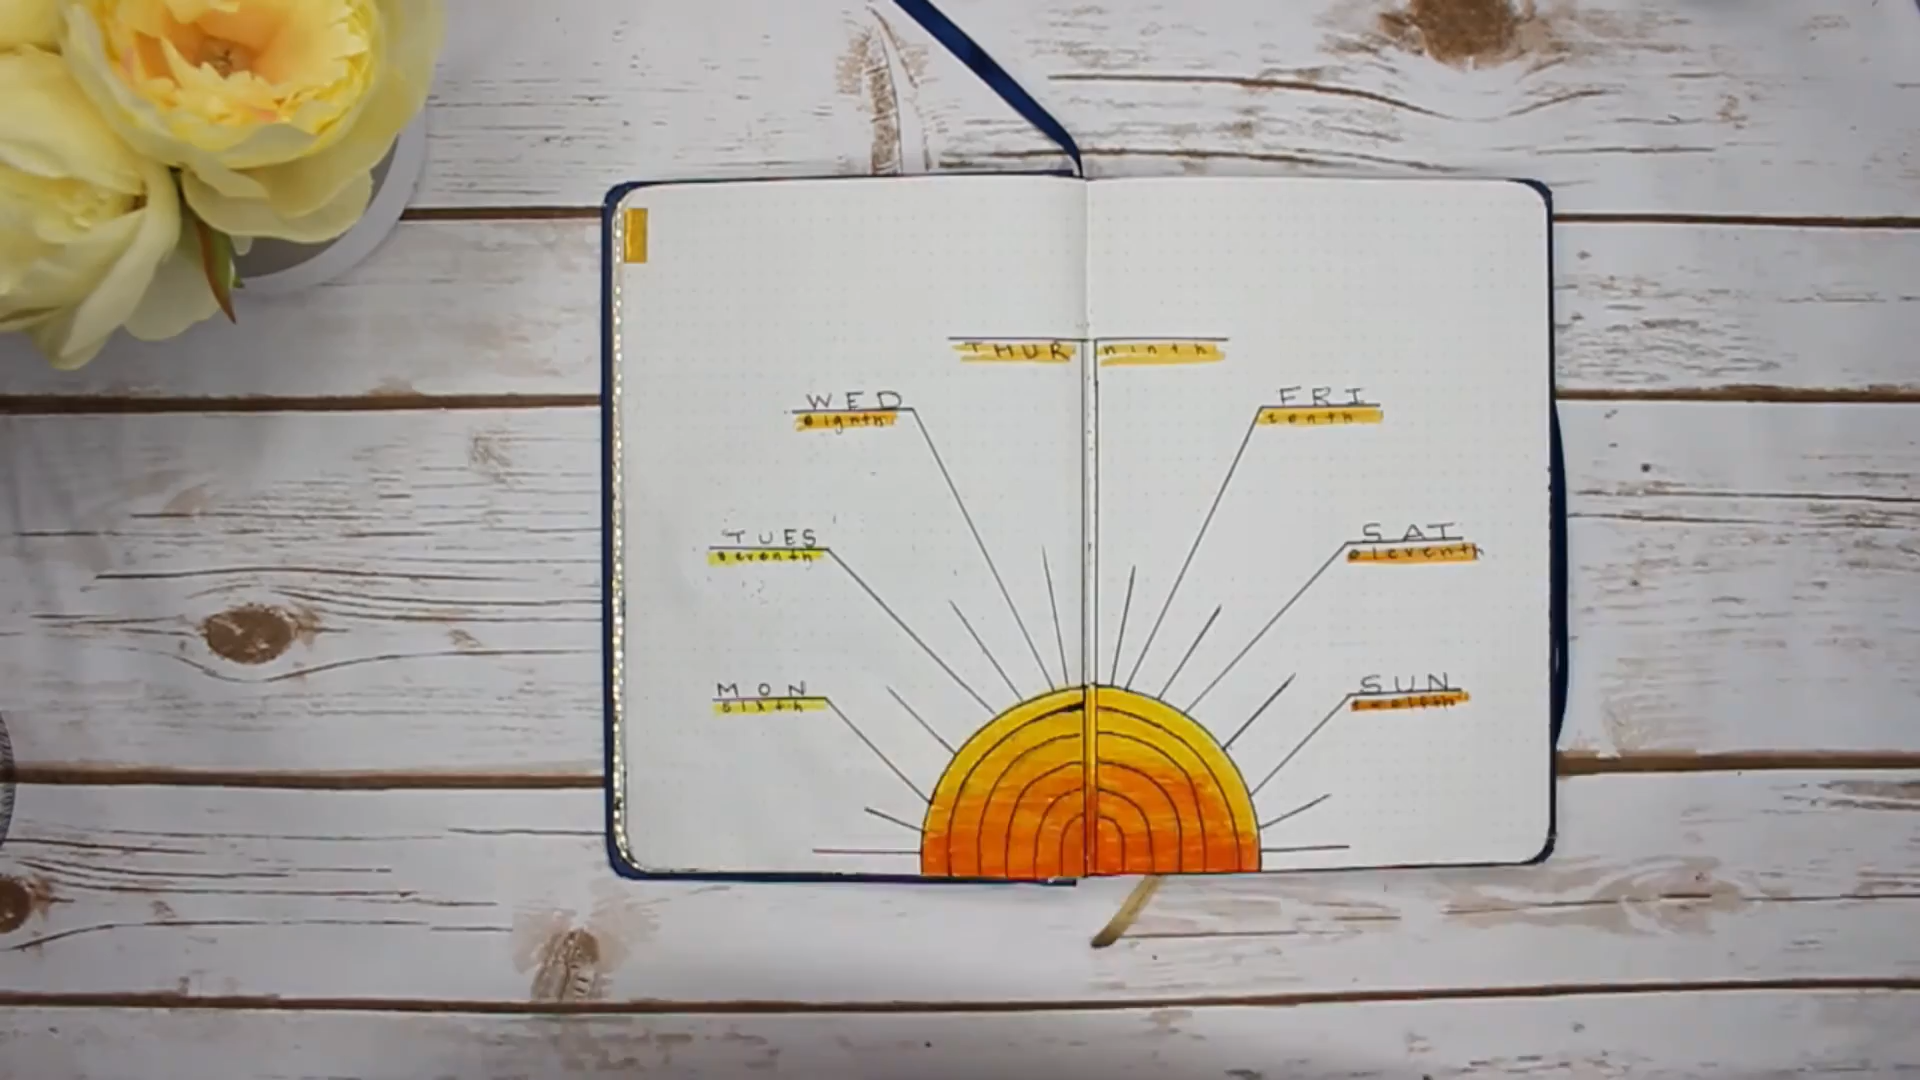 THUR ninth
WED
eighth
FRI
tenth
TUES
seventh
SAT
eleventh
MON
sixth
SUN
twelfth